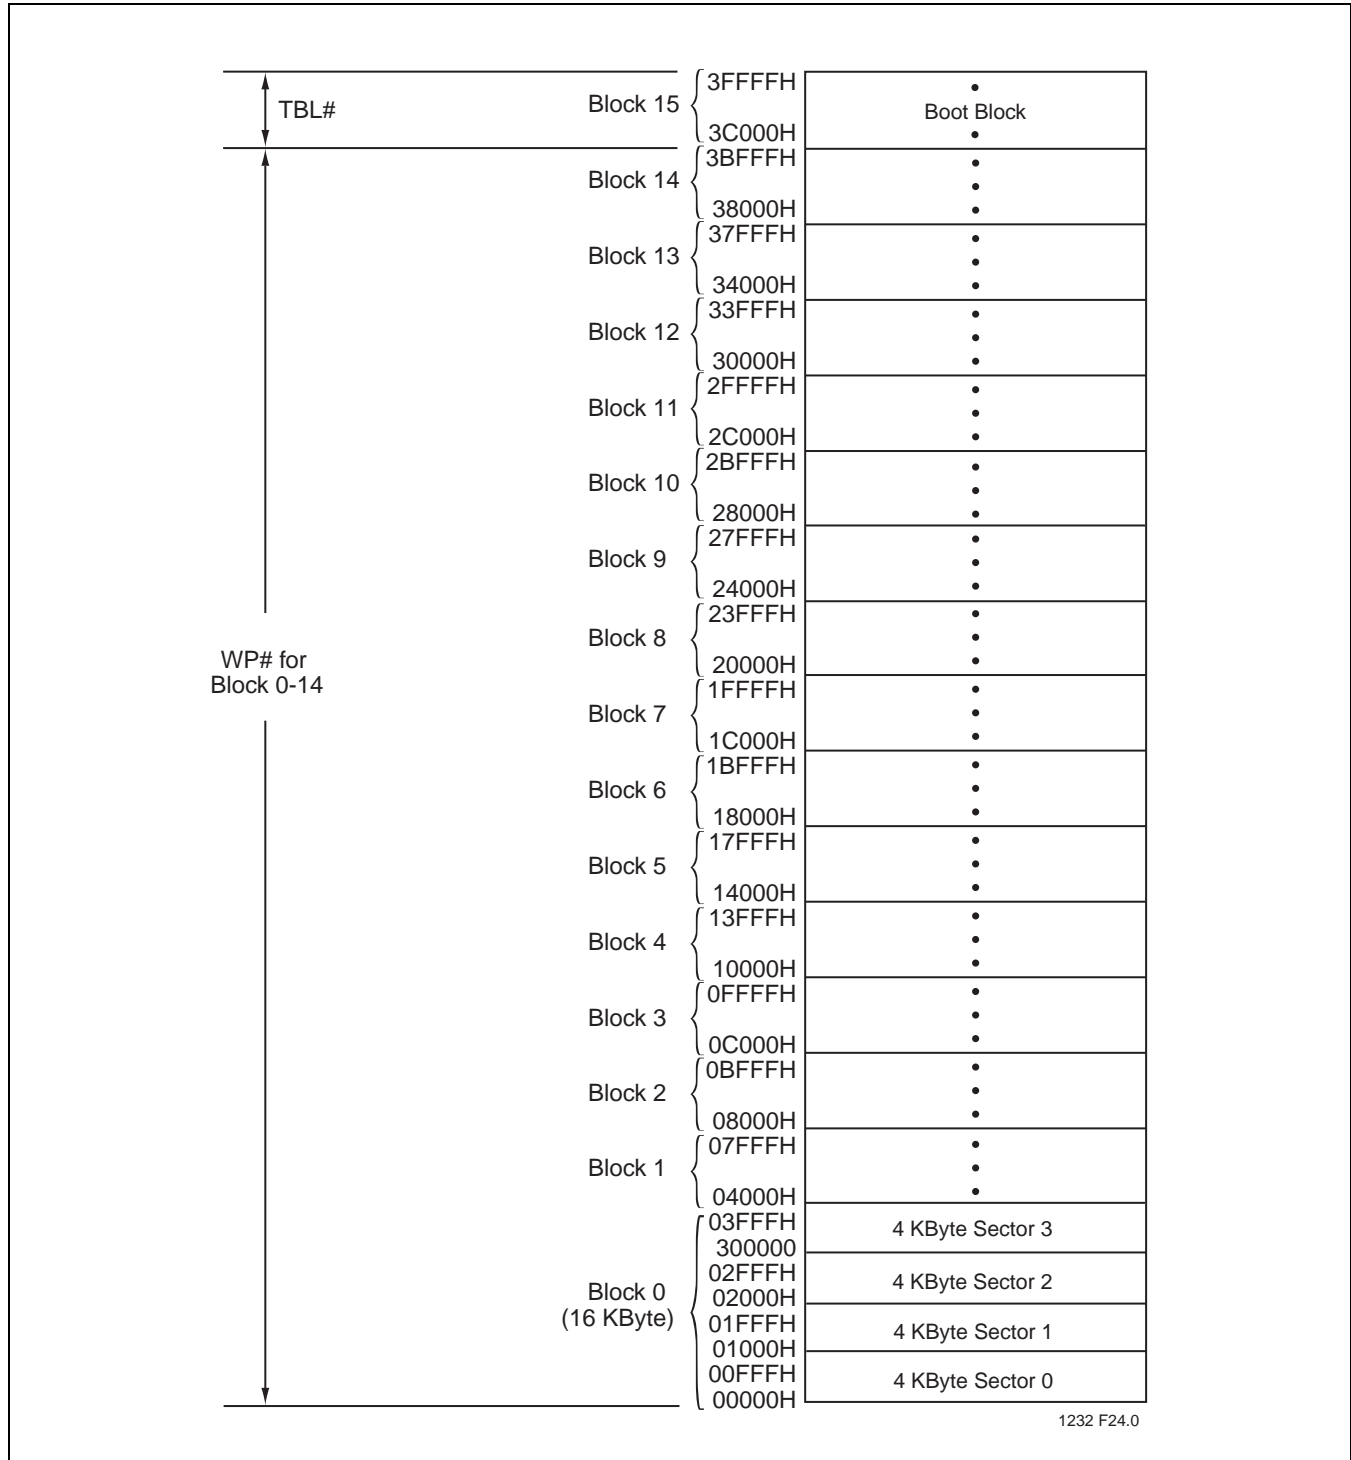 TBL#
Block 15
3FFFFH
3C000H
Boot Block
Block 14
3BFFFH
38000H
Block 13
37FFFH
34000H
Block 12
33FFFH
30000H
Block 11
2FFFFH
2C000H
Block 10
2BFFFH
28000H
Block 9
27FFFH
24000H
Block 8
23FFFH
20000H
WP# for
Block 0-14
Block 7
1FFFFH
1C000H
Block 6
1BFFFH
18000H
Block 5
17FFFH
14000H
Block 4
13FFFH
10000H
Block 3
0FFFFH
0C000H
Block 2
0BFFFH
08000H
Block 1
07FFFH
04000H
Block 0
(16 KByte)
03FFFH
300000
4 KByte Sector 3
02FFFH
02000H
4 KByte Sector 2
01FFFH
01000H
4 KByte Sector 1
00FFFH
00000H
4 KByte Sector 0
1232 F24.0